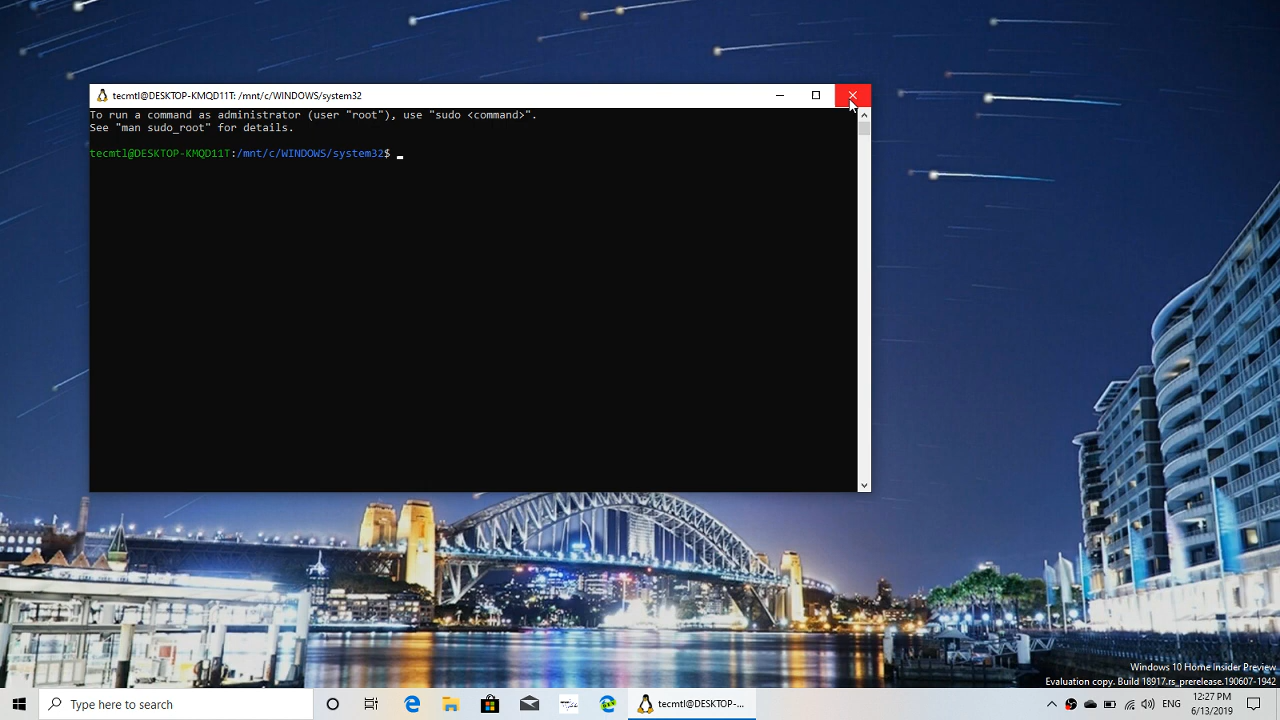 tecmtl@DESKTOP-KMQD11T: /mnt/c/WINDOWS/system32
To run a command as administrator (user "root"), use "sudo <command>".
See "man sudo_root" for details.
tecmtl@DESKTOP-KMQD11T:/mnt/c/WINDOWS/system32$
Windows 10 Home Insider Preview
Evaluation copy. Build 18917.rs_prerelease.190607-1942
Type here to search
tecmtl@DESKTOP-...
ENG
12:27 PM
6/13/2019